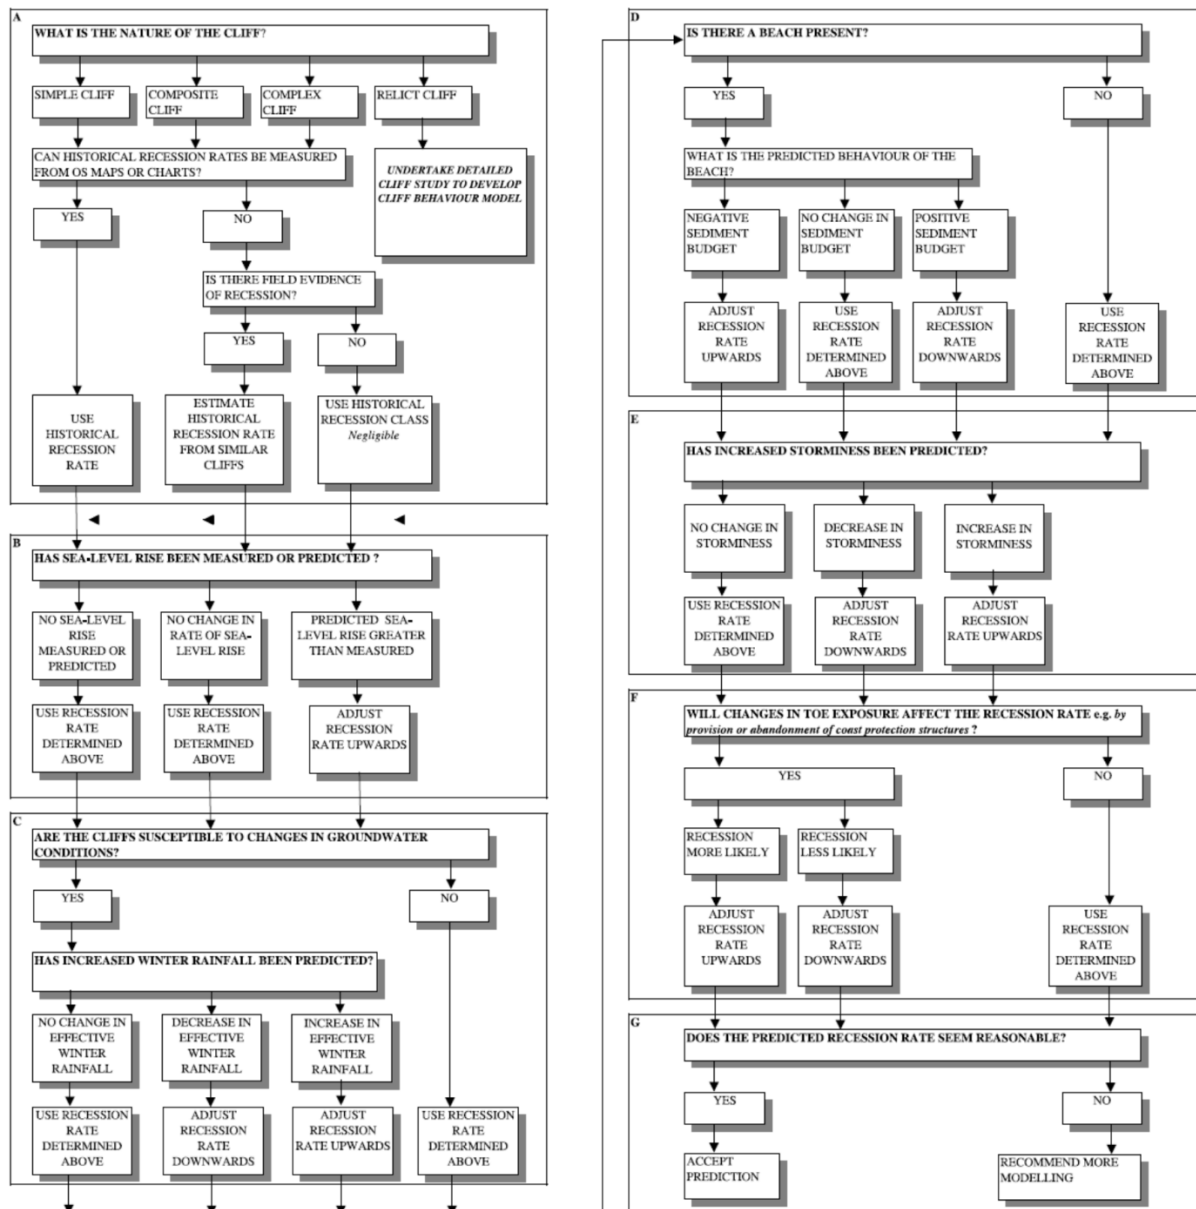 A
WHAT IS THE NATURE OF THE CLIFF?
SIMPLE CLIFF
COMPOSITE
CLIFF
COMPLEX
CLIFF
RELICT CLIFF
CAN HISTORICAL RECESSION RATES BE MEASURED
FROM OS MAPS OR CHARTS?
UNDERTAKE DETAILED
CLIFF STUDY TO DEVELOP
CLIFF BEHAVIOUR MODEL
YES
NO
IS THERE FIELD EVIDENCE
OF RECESSION?
YES
NO
USE
HISTORICAL
RECESSION
RATE
ESTIMATE
HISTORICAL
RECESSION RATE
FROM SIMILAR
CLIFFS
USE HISTORICAL
RECESSION CLASS
Negligible
B
HAS SEA-LEVEL RISE BEEN MEASURED OR PREDICTED ?
NO SEA-LEVEL
RISE
MEASURED OR
PREDICTED
NO CHANGE IN
RATE OF SEA-
LEVEL RISE
PREDICTED SEA-
LEVEL RISE GREATER
THAN MEASURED
USE RECESSION
RATE
DETERMINED
ABOVE
USE RECESSION
RATE
DETERMINED
ABOVE
ADJUST
RECESSION
RATE UPWARDS
C
ARE THE CLIFFS SUSCEPTIBLE TO CHANGES IN GROUNDWATER
CONDITIONS?
YES
NO
HAS INCREASED WINTER RAINFALL BEEN PREDICTED?
NO CHANGE IN
EFFECTIVE
WINTER
RAINFALL
DECREASE IN
EFFECTIVE
WINTER
RAINFALL
INCREASE IN
EFFECTIVE
WINTER
RAINFALL
USE RECESSION
RATE
DETERMINED
ABOVE
ADJUST
RECESSION
RATE
DOWNWARDS
ADJUST
RECESSION
RATE UPWARDS
USE RECESSION
RATE
DETERMINED
ABOVE
D
IS THERE A BEACH PRESENT?
YES
NO
WHAT IS THE PREDICTED BEHAVIOUR OF THE
BEACH?
NEGATIVE
SEDIMENT
BUDGET
NO CHANGE IN
SEDIMENT
BUDGET
POSITIVE
SEDIMENT
BUDGET
ADJUST
RECESSION
RATE
UPWARDS
USE
RECESSION
RATE
DETERMINED
ABOVE
ADJUST
RECESSION
RATE
DOWNWARDS
USE
RECESSION
RATE
DETERMINED
ABOVE
E
HAS INCREASED STORMINESS BEEN PREDICTED?
NO CHANGE IN
STORMINESS
DECREASE IN
STORMINESS
INCREASE IN
STORMINESS
USE RECESSION
RATE
DETERMINED
ABOVE
ADJUST
RECESSION
RATE
DOWNWARDS
ADJUST
RECESSION
RATE UPWARDS
F
WILL CHANGES IN TOE EXPOSURE AFFECT THE RECESSION RATE e.g. by
provision or abandonment of coast protection structures ?
YES
NO
RECESSION
MORE LIKELY
RECESSION
LESS LIKELY
ADJUST
RECESSION
RATE
UPWARDS
ADJUST
RECESSION
RATE
DOWNWARDS
USE
RECESSION
RATE
DETERMINED
ABOVE
G
DOES THE PREDICTED RECESSION RATE SEEM REASONABLE?
YES
NO
ACCEPT
PREDICTION
RECOMMEND MORE
MODELLING